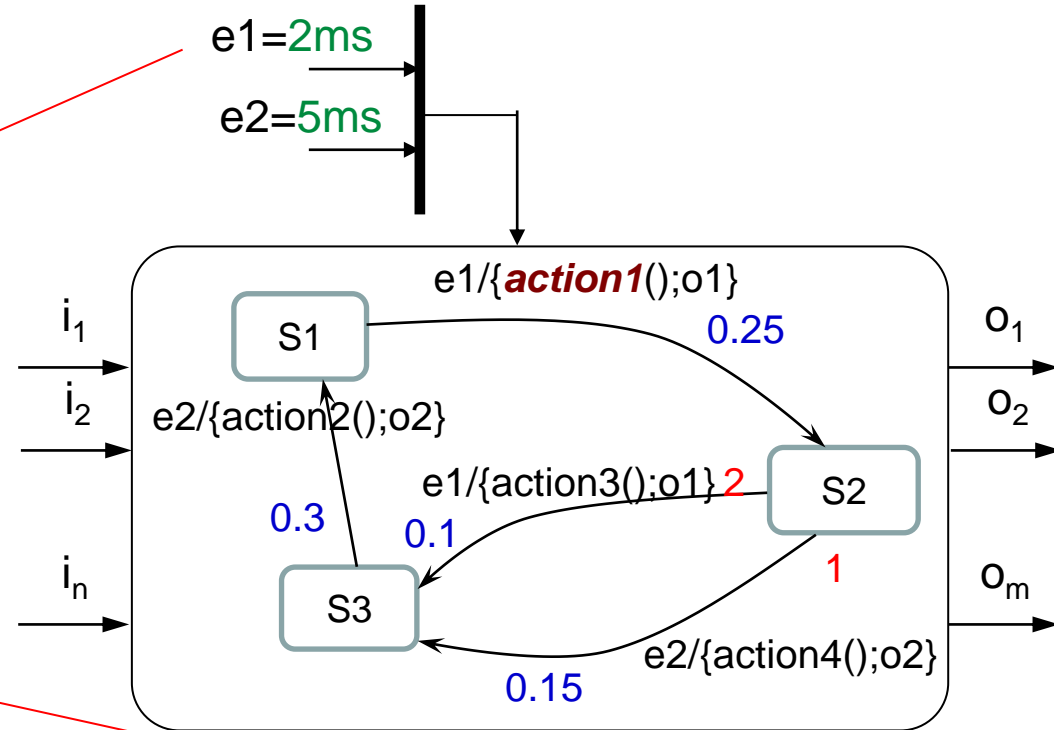 e1=2ms
e2=5ms
e1/{action1();o1}
0.25
S1
i₁
o₁
i₂
o₂
e2/{action2();o2}
e1/{action3();o1} 2
S2
0.3
0.1
1
iₙ
oₘ
S3
e2/{action4();o2}
0.15